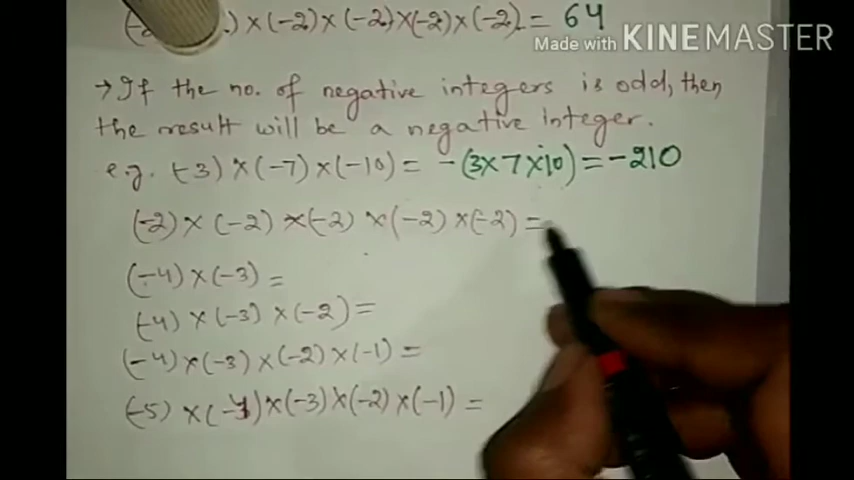 ×(-2)×(-2)×(-2)×(-2)= 64
Made with KINEMASTER
→If the no. of negative integers is odd, then
the result will be a negative integer.
e.g. (-3)×(-7)×(-10)= -(3×7×10)=-210
(-2)×(-2)×(-2)×(-2)×(-2)=
(-4)×(-3)=
(-4)×(-3)×(-2)=
(-4)×(-3)×(-2)×(-1)=
(-5)×(-4)×(-3)×(-2)×(-1)=